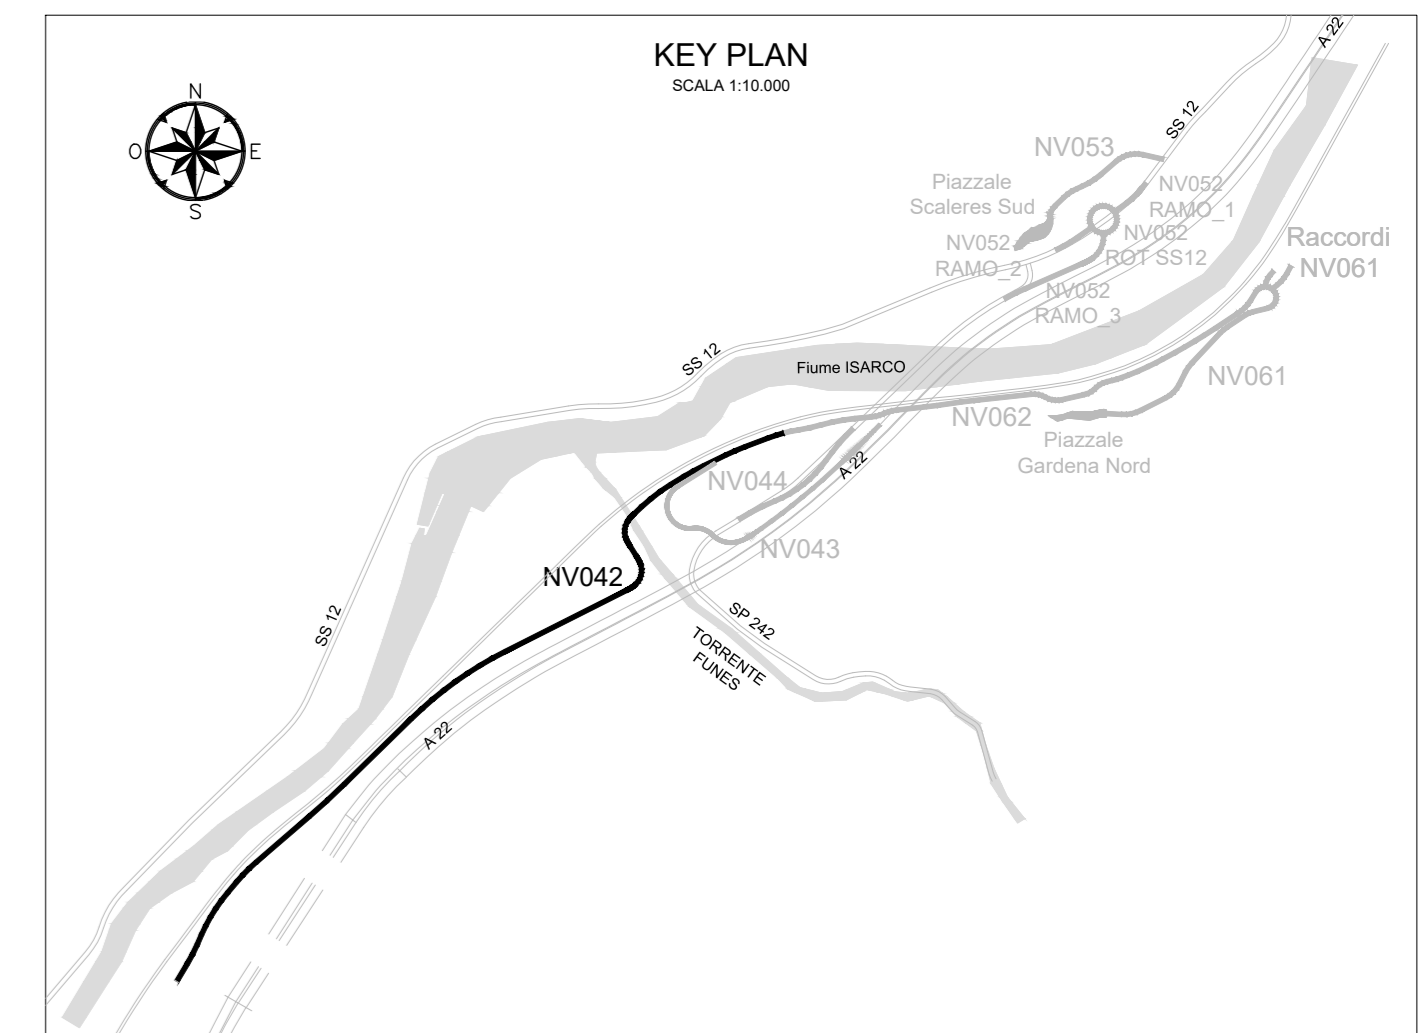 KEY PLAN
SCALA 1:10.000
N
O
E
S
A 22
SS 12
NV053
Piazzale
Scaleres Sud
NV052
RAMO_1
NV052
ROT SS12
NV052
RAMO_2
Raccordi
NV061
NV052
RAMO_3
SS 12
Fiume ISARCO
NV061
NV062
Piazzale
Gardena Nord
A 22
NV044
NV043
NV042
SS 12
SP 242
TORRENTE
FUNES
A 22